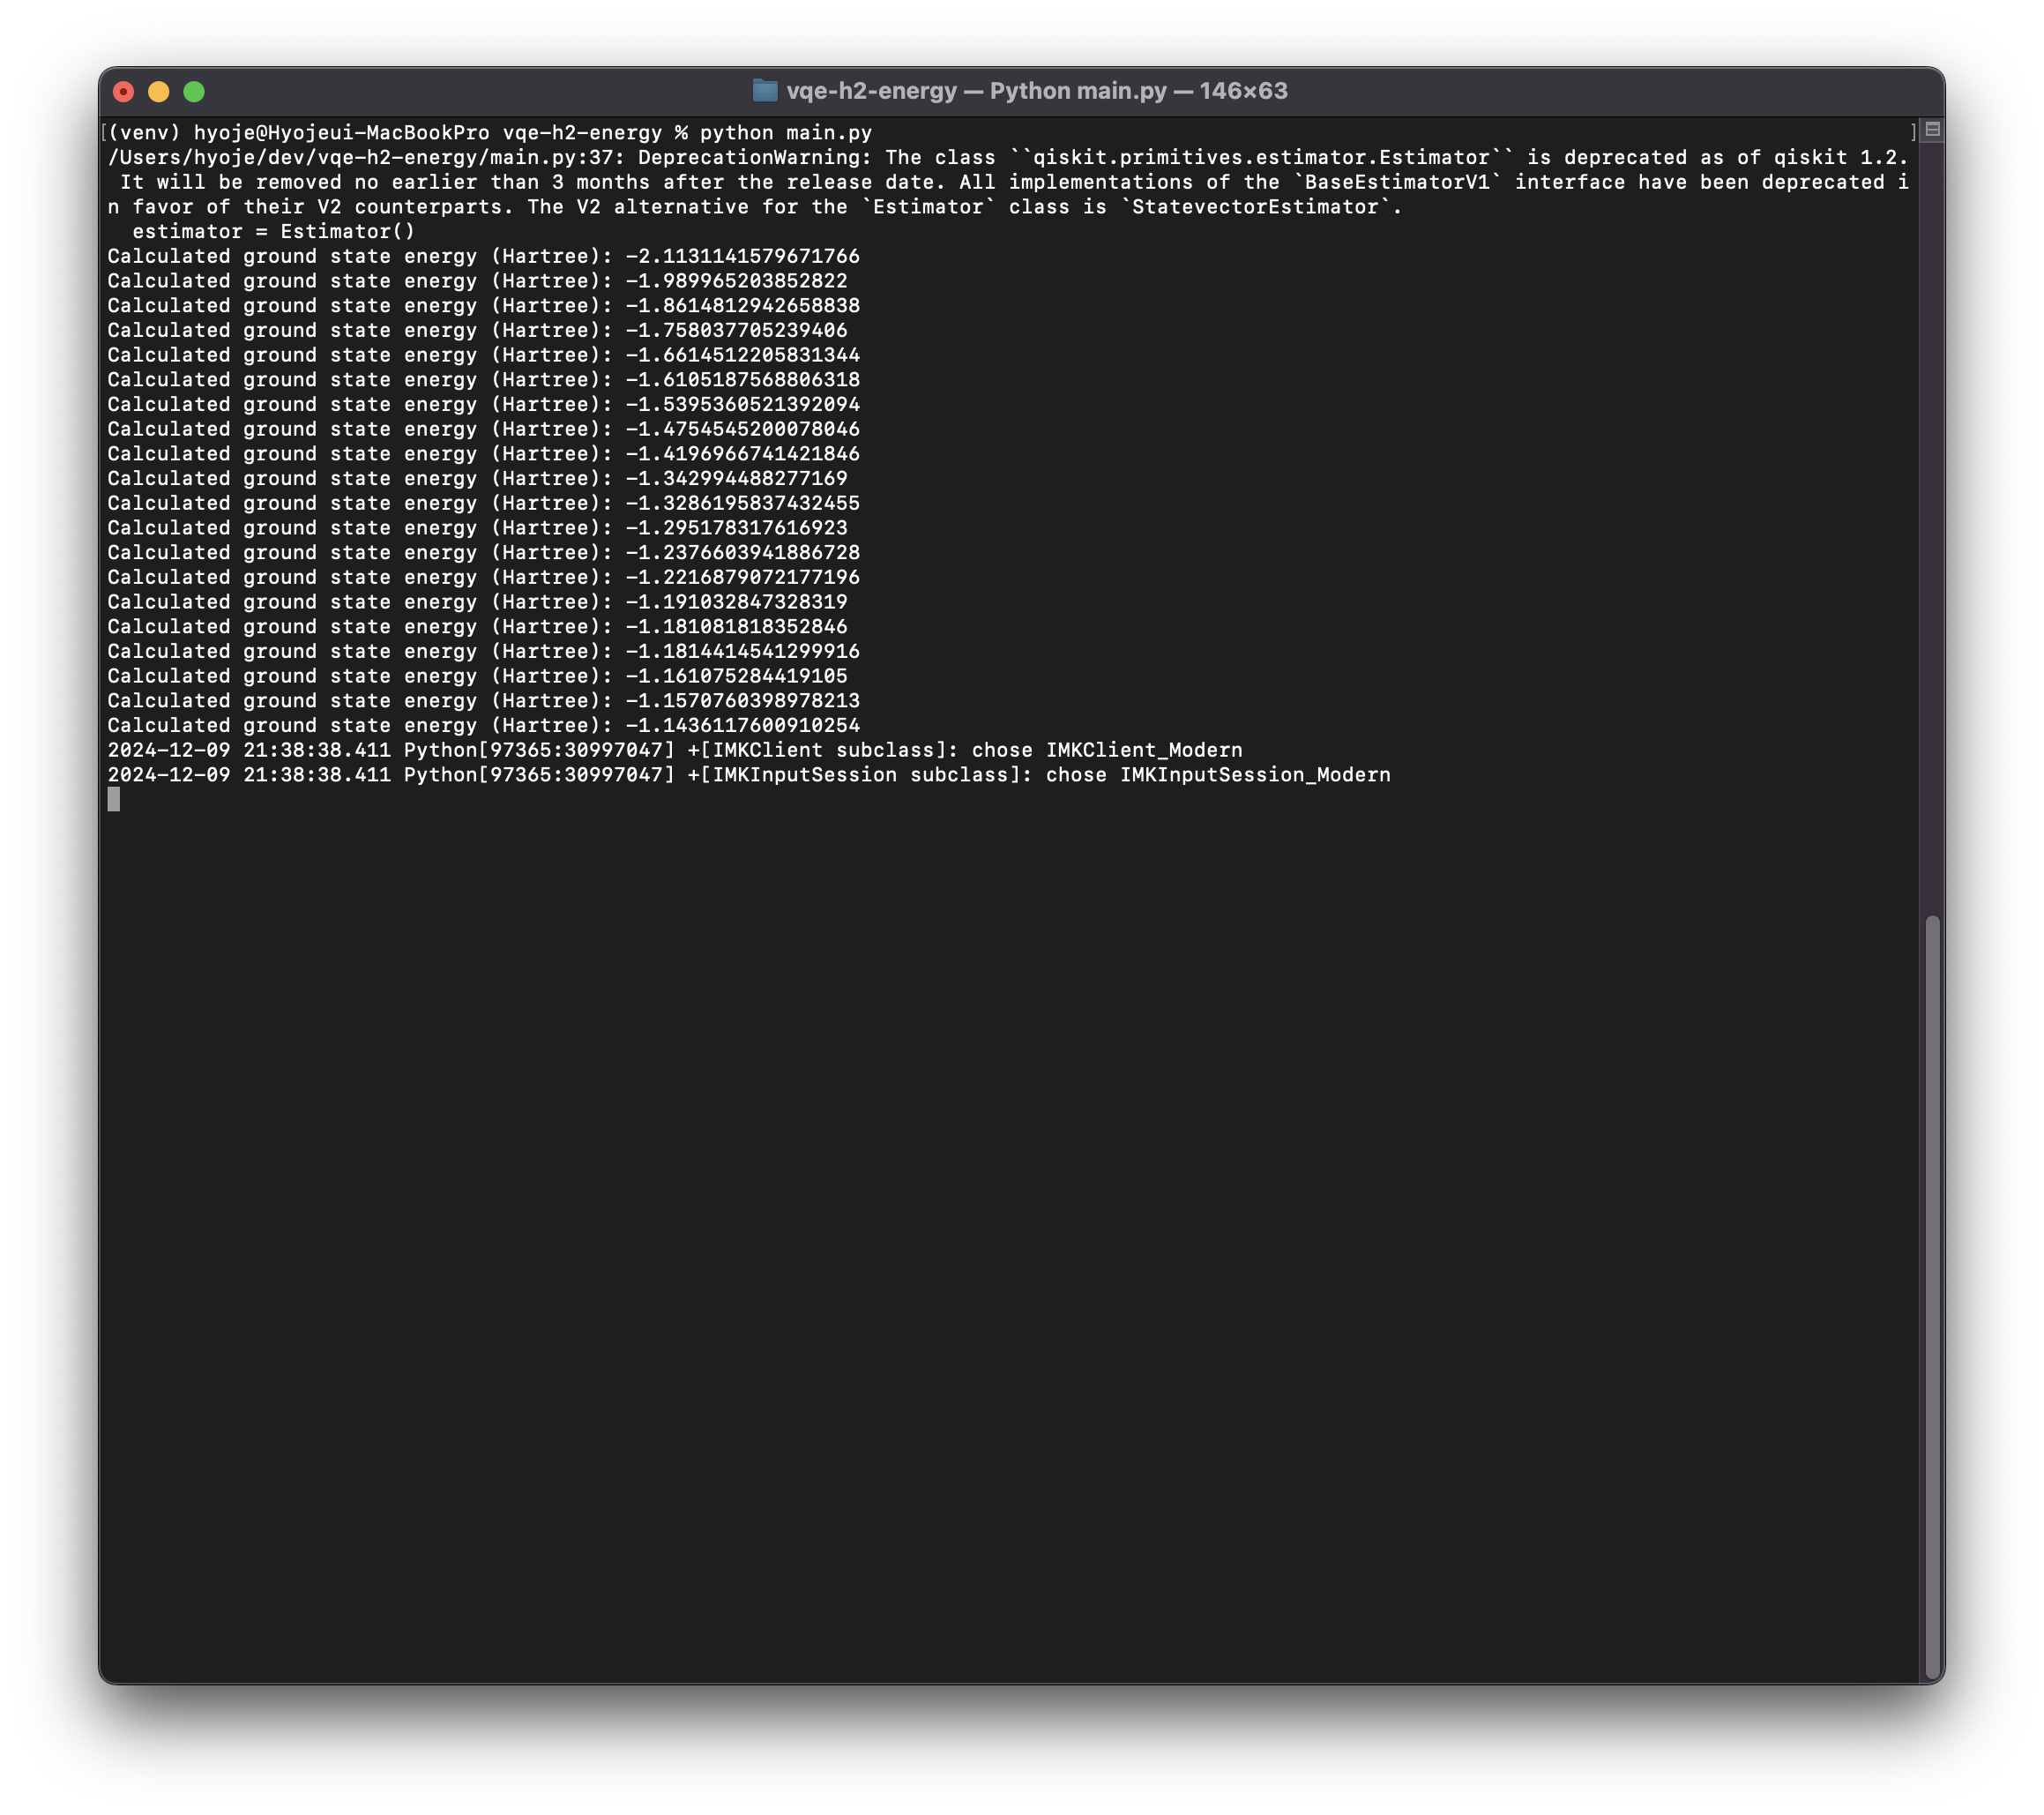 vqe-h2-energy — Python main.py — 146×63
[(venv) hyoje@Hyojeui-MacBookPro vqe-h2-energy % python main.py ]
/Users/hyoje/dev/vqe-h2-energy/main.py:37: DeprecationWarning: The class ``qiskit.primitives.estimator.Estimator`` is deprecated as of qiskit 1.2.
 It will be removed no earlier than 3 months after the release date. All implementations of the `BaseEstimatorV1` interface have been deprecated i
n favor of their V2 counterparts. The V2 alternative for the `Estimator` class is `StatevectorEstimator`.
  estimator = Estimator()
Calculated ground state energy (Hartree): -2.1131141579671766
Calculated ground state energy (Hartree): -1.989965203852822
Calculated ground state energy (Hartree): -1.8614812942658838
Calculated ground state energy (Hartree): -1.758037705239406
Calculated ground state energy (Hartree): -1.6614512205831344
Calculated ground state energy (Hartree): -1.6105187568806318
Calculated ground state energy (Hartree): -1.5395360521392094
Calculated ground state energy (Hartree): -1.4754545200078046
Calculated ground state energy (Hartree): -1.4196966741421846
Calculated ground state energy (Hartree): -1.342994488277169
Calculated ground state energy (Hartree): -1.3286195837432455
Calculated ground state energy (Hartree): -1.295178317616923
Calculated ground state energy (Hartree): -1.2376603941886728
Calculated ground state energy (Hartree): -1.2216879072177196
Calculated ground state energy (Hartree): -1.191032847328319
Calculated ground state energy (Hartree): -1.181081818352846
Calculated ground state energy (Hartree): -1.1814414541299916
Calculated ground state energy (Hartree): -1.161075284419105
Calculated ground state energy (Hartree): -1.1570760398978213
Calculated ground state energy (Hartree): -1.1436117600910254
2024-12-09 21:38:38.411 Python[97365:30997047] +[IMKClient subclass]: chose IMKClient_Modern
2024-12-09 21:38:38.411 Python[97365:30997047] +[IMKInputSession subclass]: chose IMKInputSession_Modern